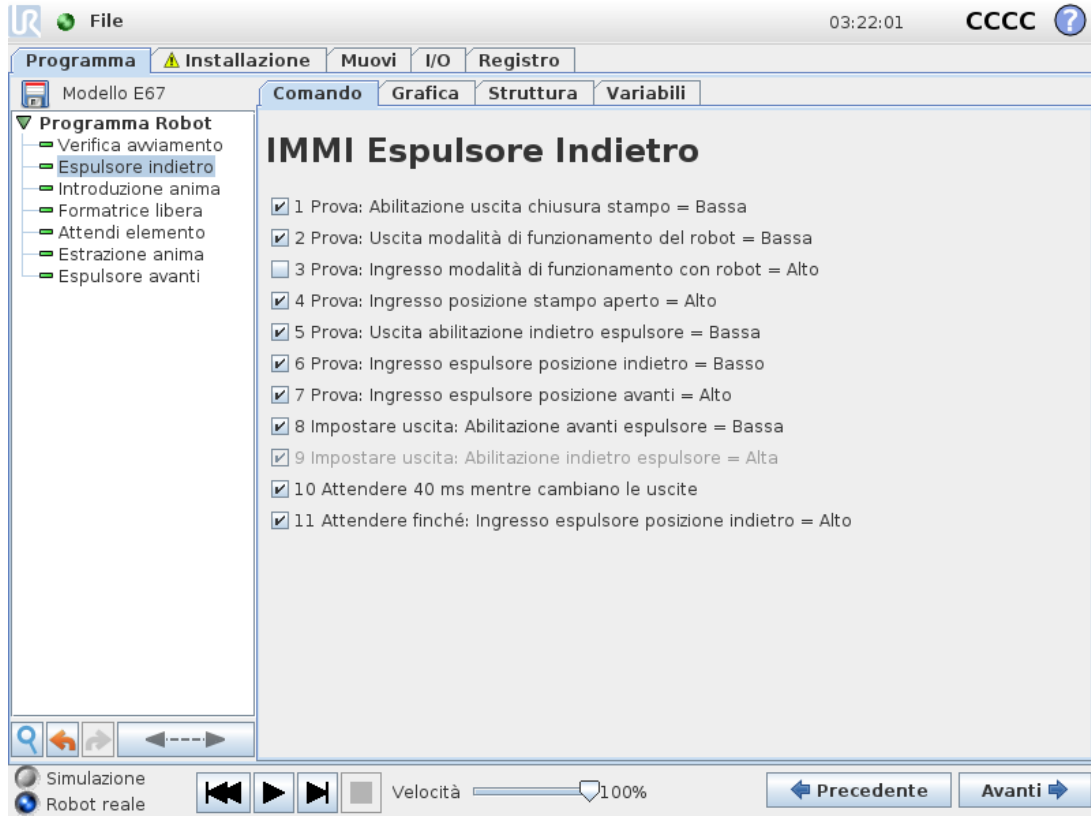 UR File 03:22:01 CCCC ?
Programma Installazione Muovi I/O Registro
Modello E67 Comando Grafica Struttura Variabili
Programma Robot
Verifica avviamento
Espulsore indietro
Introduzione anima
Formatrice libera
Attendi elemento
Estrazione anima
Espulsore avanti
IMMI Espulsore Indietro
1 Prova: Abilitazione uscita chiusura stampo = Bassa
2 Prova: Uscita modalità di funzionamento del robot = Bassa
3 Prova: Ingresso modalità di funzionamento con robot = Alto
4 Prova: Ingresso posizione stampo aperto = Alto
5 Prova: Uscita abilitazione indietro espulsore = Bassa
6 Prova: Ingresso espulsore posizione indietro = Basso
7 Prova: Ingresso espulsore posizione avanti = Alto
8 Impostare uscita: Abilitazione avanti espulsore = Bassa
9 Impostare uscita: Abilitazione indietro espulsore = Alta
10 Attendere 40 ms mentre cambiano le uscite
11 Attendere finché: Ingresso espulsore posizione indietro = Alto
Simulazione
Robot reale
Velocità 100%
Precedente Avanti